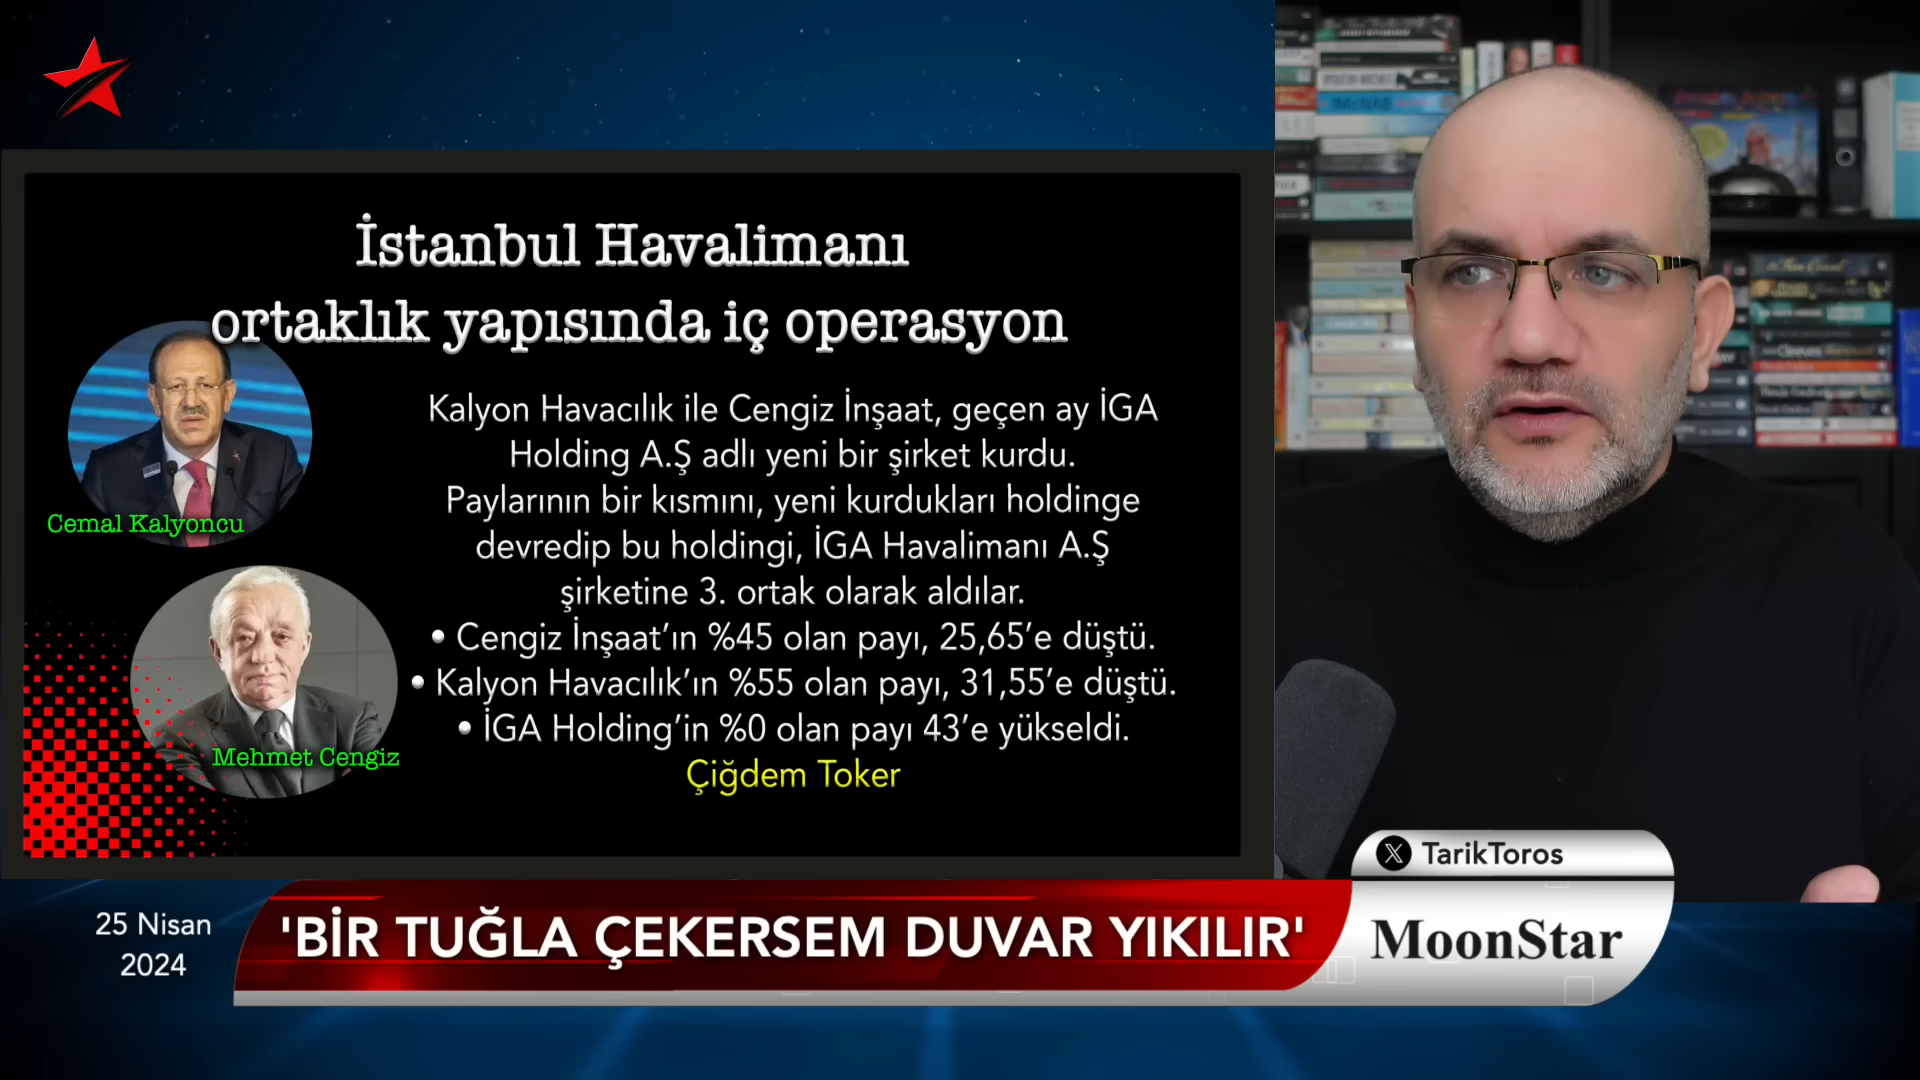 İstanbul Havalimanı
ortaklık yapısında iç operasyon
Cemal Kalyoncu
Mehmet Cengiz
Kalyon Havacılık ile Cengiz İnşaat, geçen ay İGA
Holding A.Ş adlı yeni bir şirket kurdu.
Paylarının bir kısmını, yeni kurdukları holdinge
devredip bu holdingi, İGA Havalimanı A.Ş
şirketine 3. ortak olarak aldılar.
• Cengiz İnşaat’ın %45 olan payı, 25,65’e düştü.
• Kalyon Havacılık’ın %55 olan payı, 31,55’e düştü.
• İGA Holding’in %0 olan payı 43’e yükseldi.
Çiğdem Toker
X TarikToros
25 Nisan
2024
'BİR TUĞLA ÇEKERSEM DUVAR YIKILIR'
MoonStar